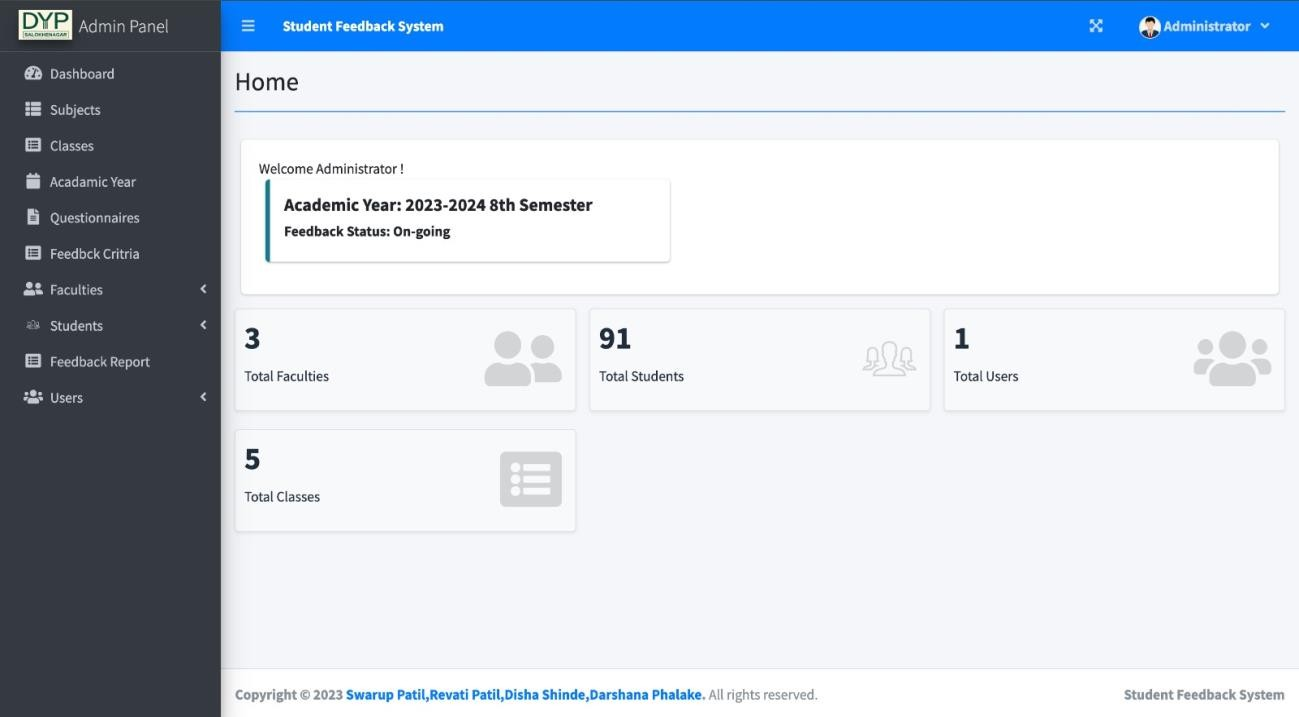 DYP
SALOKHENAGAR
Admin Panel
Student Feedback System
Administrator
Dashboard
Subjects
Classes
Acadamic Year
Questionnaires
Feedbck Critria
Faculties
Students
Feedback Report
Users
Home
Welcome Administrator !
Academic Year: 2023-2024 8th Semester
Feedback Status: On-going
3
Total Faculties
91
Total Students
1
Total Users
5
Total Classes
Copyright © 2023 Swarup Patil,Revati Patil,Disha Shinde,Darshana Phalake. All rights reserved.
Student Feedback System